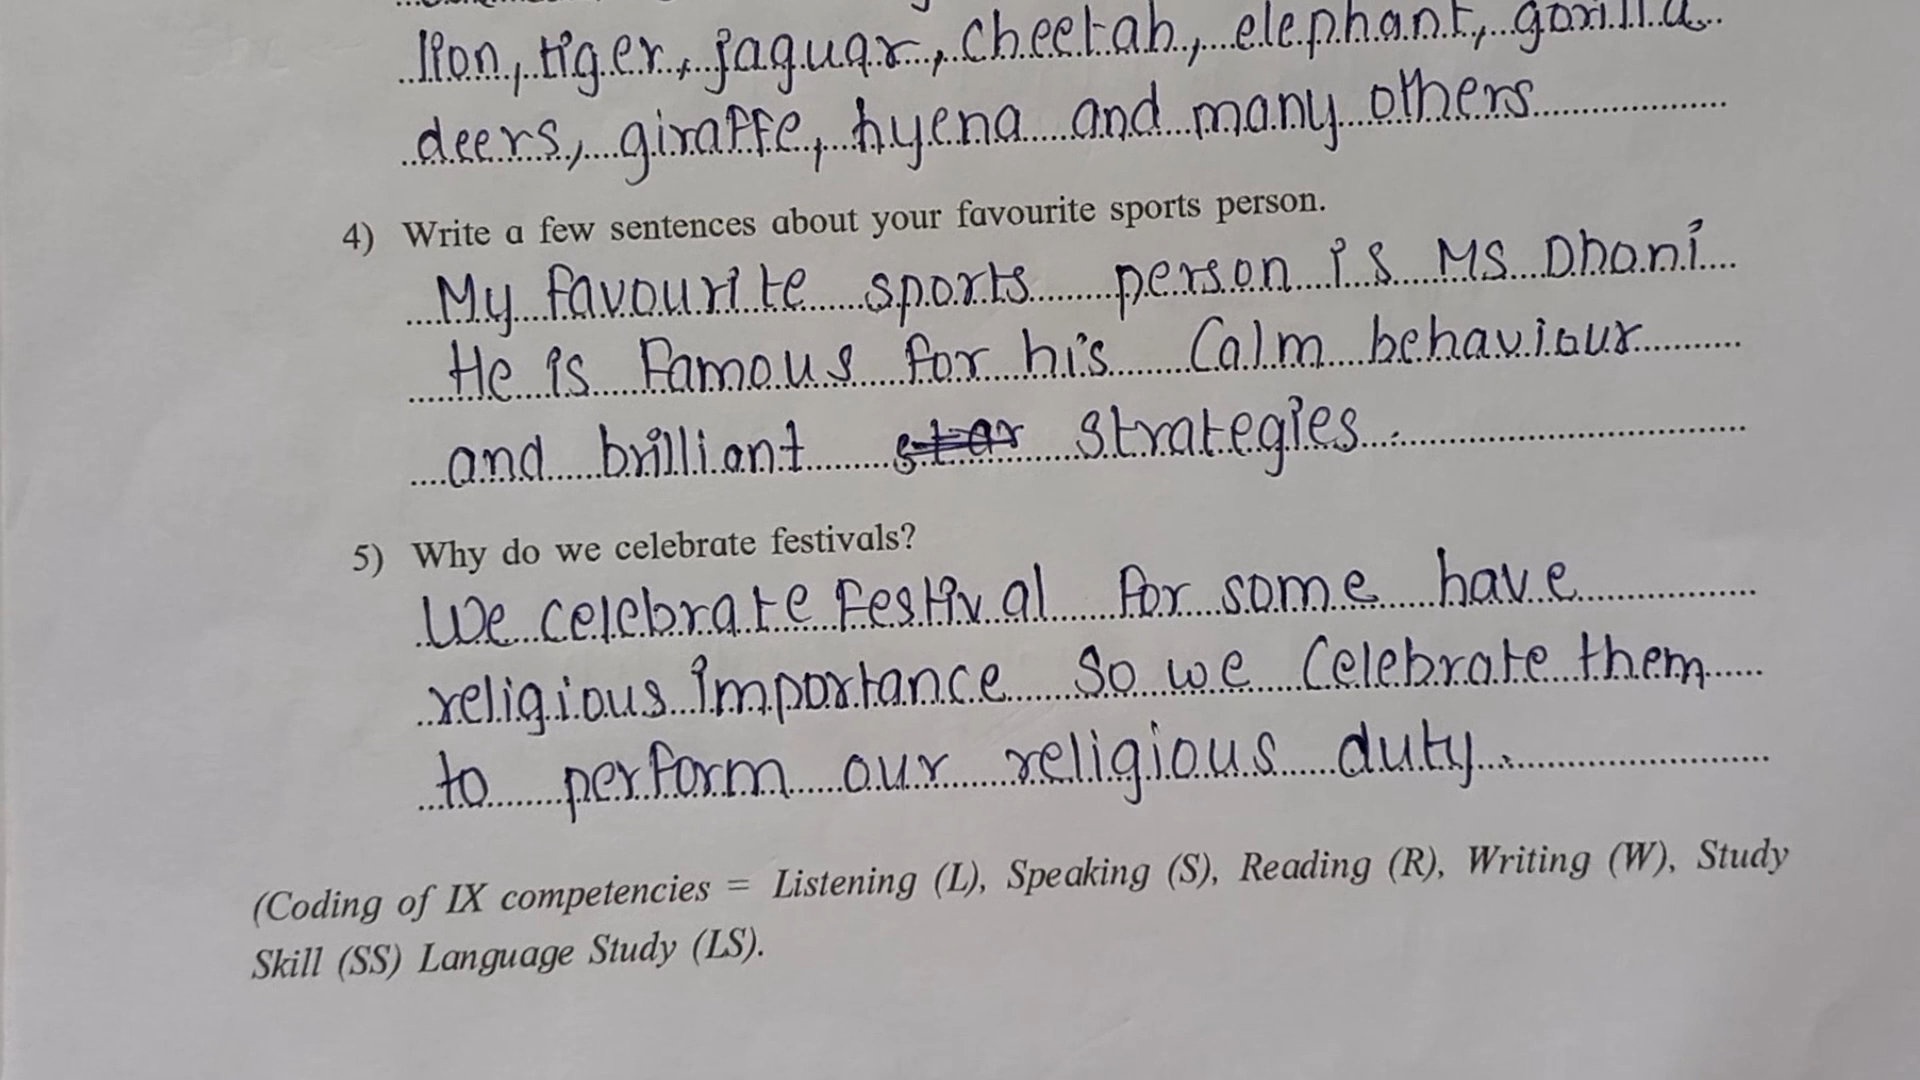 lion, tiger, jaguar, cheetah, elephant, gorilla
deers, giraffe, hyena and many others
4) Write a few sentences about your favourite sports person.
My favourite sports person is MS Dhoni
He is Famous for his Calm behaviour
and brilliant star strategies.
5) Why do we celebrate festivals?
We celebrate Festival for some have
religious importance So we Celebrate them
to perform our religious duty.
(Coding of IX competencies = Listening (L), Speaking (S), Reading (R), Writing (W), Study
Skill (SS) Language Study (LS).